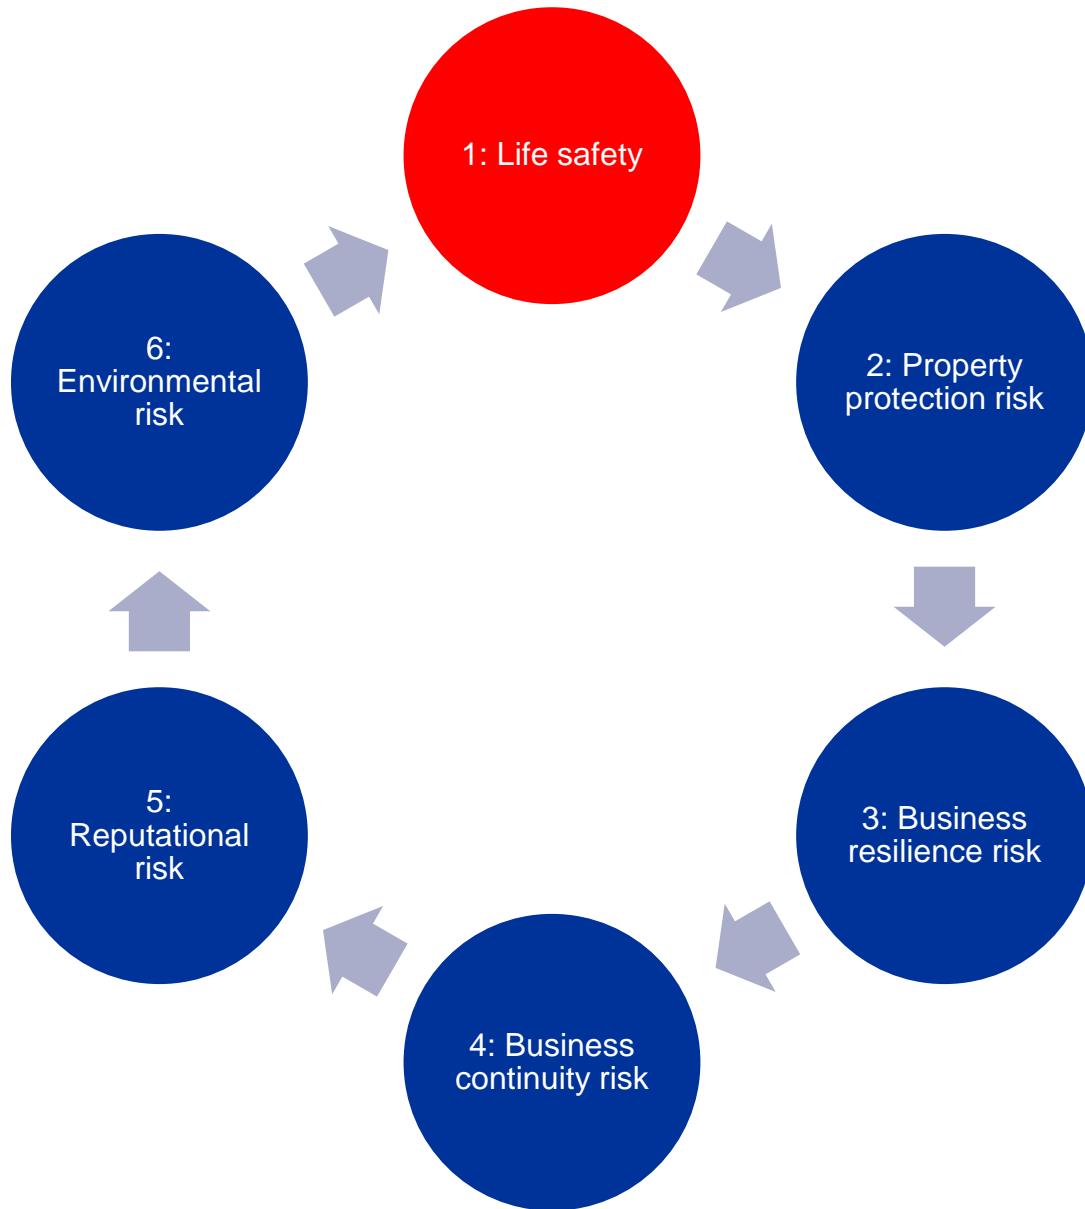 1: Life safety
2: Property
protection risk
3: Business
resilience risk
4: Business
continuity risk
5:
Reputational
risk
6:
Environmental
risk